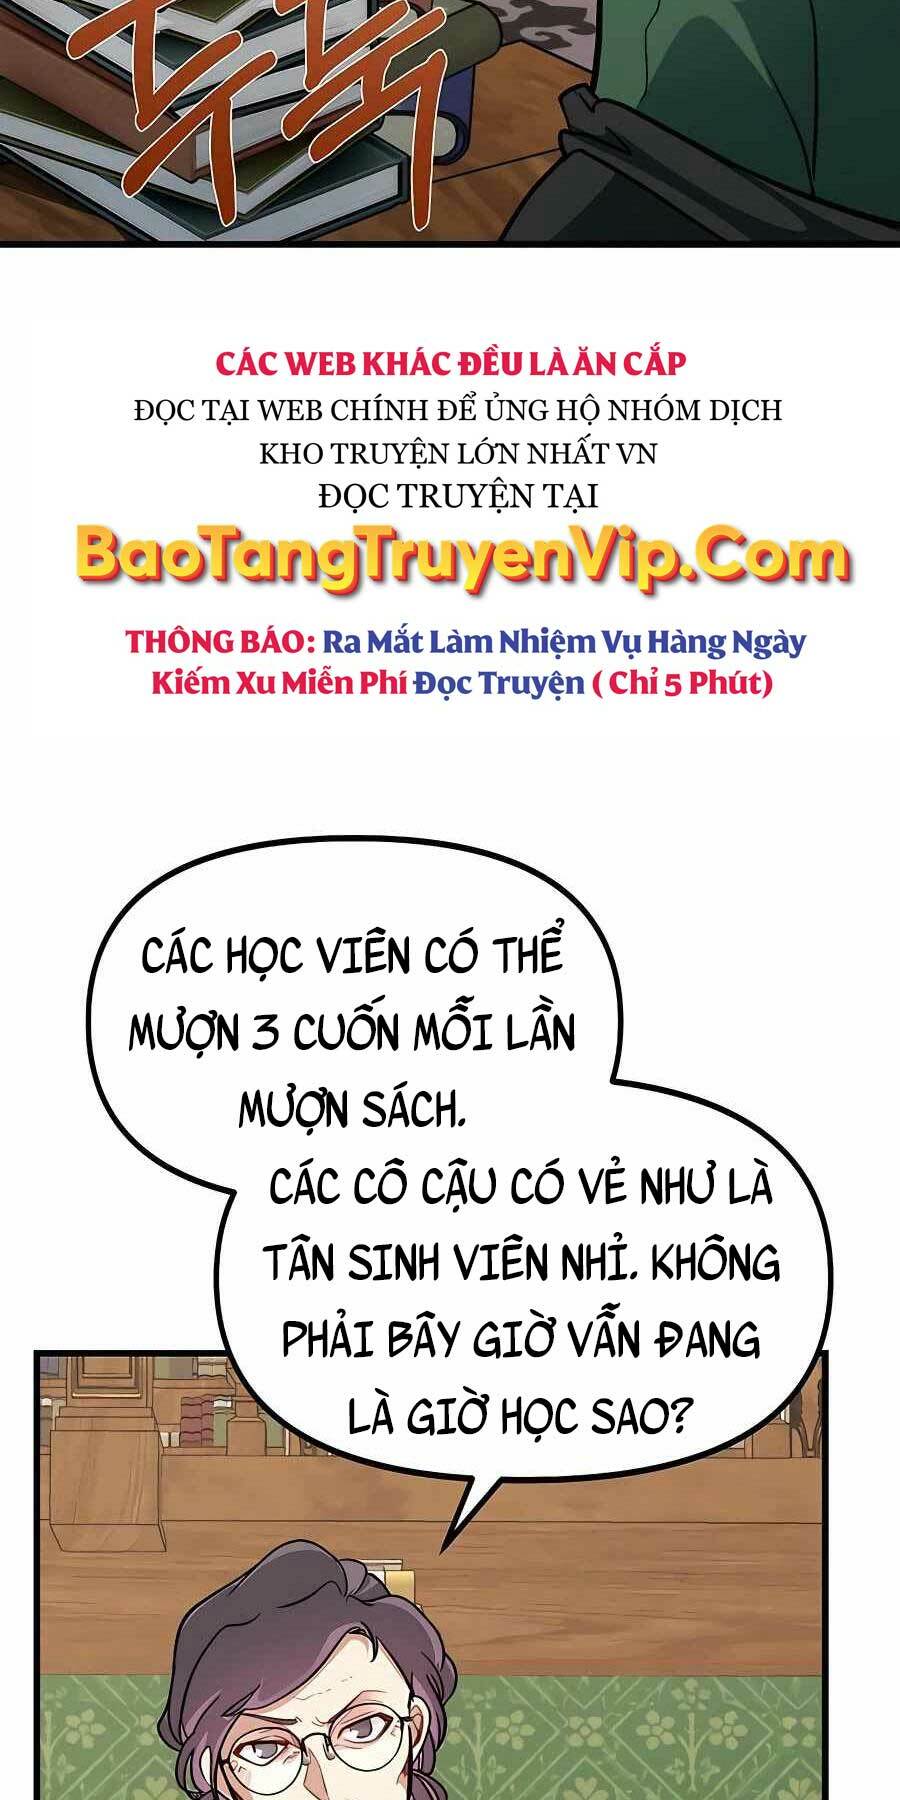 투둑
CÁC WEB KHÁC ĐỀU LÀ ĂN CẮP
ĐỌC TẠI WEB CHÍNH ĐỂ ỦNG HỘ NHÓM DỊCH
KHO TRUYỆN LỚN NHẤT VN
ĐỌC TRUYỆN TẠI
BaoTangTruyenVip.Com
THÔNG BÁO: Ra Mắt Làm Nhiệm Vụ Hàng Ngày
Kiếm Xu Miễn Phí Đọc Truyện ( Chỉ 5 Phút)
CÁC HỌC VIÊN CÓ THỂ
MƯỢN 3 CUỐN MỖI LẦN
MƯỢN SÁCH.
CÁC CÔ CẬU CÓ VẺ NHƯ LÀ
TÂN SINH VIÊN NHỈ. KHÔNG
PHẢI BÂY GIỜ VẪN ĐANG
LÀ GIỜ HỌC SAO?